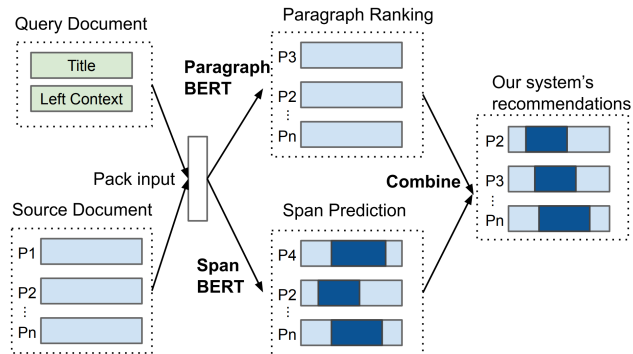 Query Document
Title
Left Context
Pack input
Source Document
P1
P2
⋮
Pn
Paragraph
BERT
Span
BERT
Paragraph Ranking
P3
P2
⋮
Pn
Span Prediction
P4
P2
⋮
Pn
Combine
Our system's
recommendations
P2
P3
⋮
Pn